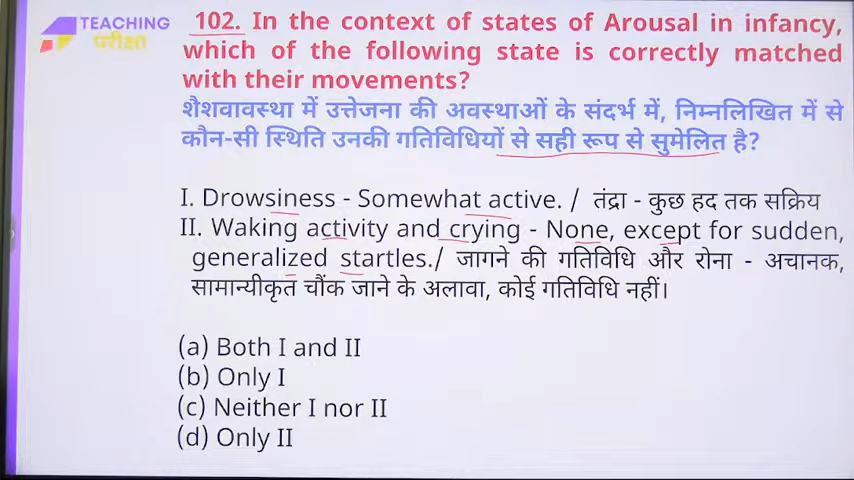 TEACHING
परीक्षा
102. In the context of states of Arousal in infancy,
which of the following state is correctly matched
with their movements?
शैशवावस्था में उत्तेजना की अवस्थाओं के संदर्भ में, निम्नलिखित में से
कौन-सी स्थिति उनकी गतिविधियों से सही रूप से सुमेलित है?
I. Drowsiness - Somewhat active. / तंद्रा - कुछ हद तक सक्रिय
II. Waking activity and crying - None, except for sudden,
generalized startles./ जागने की गतिविधि और रोना - अचानक,
सामान्यीकृत चौंक जाने के अलावा, कोई गतिविधि नहीं।
(a) Both I and II
(b) Only I
(c) Neither I nor II
(d) Only II